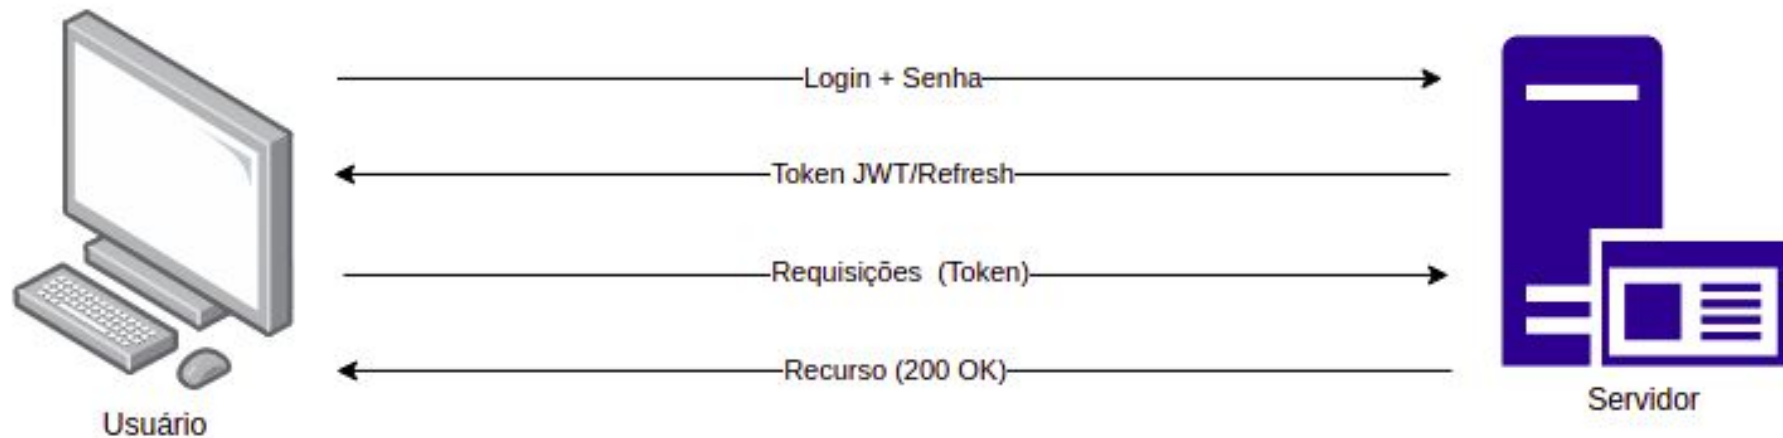 Login + Senha
Token JWT/Refresh
Requisições (Token)
Recurso (200 OK)
Usuário
Servidor